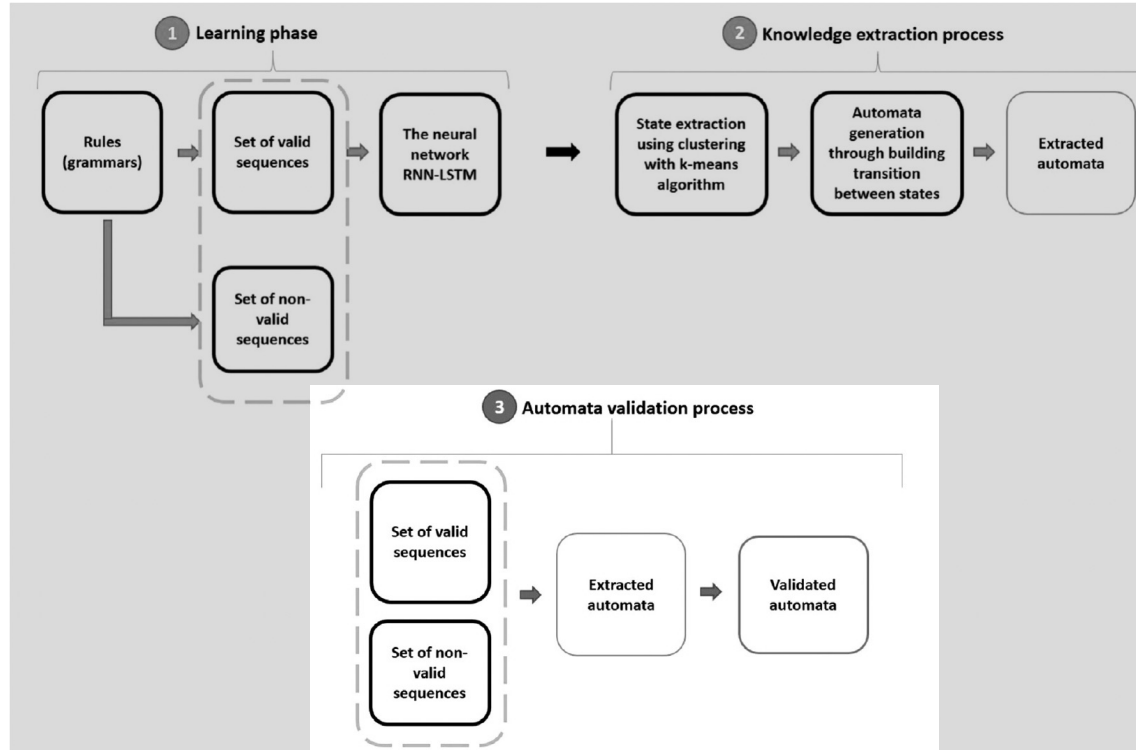 1 Learning phase
2 Knowledge extraction process
Rules
(grammars)
Set of valid
sequences
The neural
network
RNN-LSTM
State extraction
using clustering
with k-means
algorithm
Automata
generation
through building
transition
between states
Extracted
automata
Set of non-
valid
sequences
3 Automata validation process
Set of valid
sequences
Extracted
automata
Validated
automata
Set of non-
valid
sequences